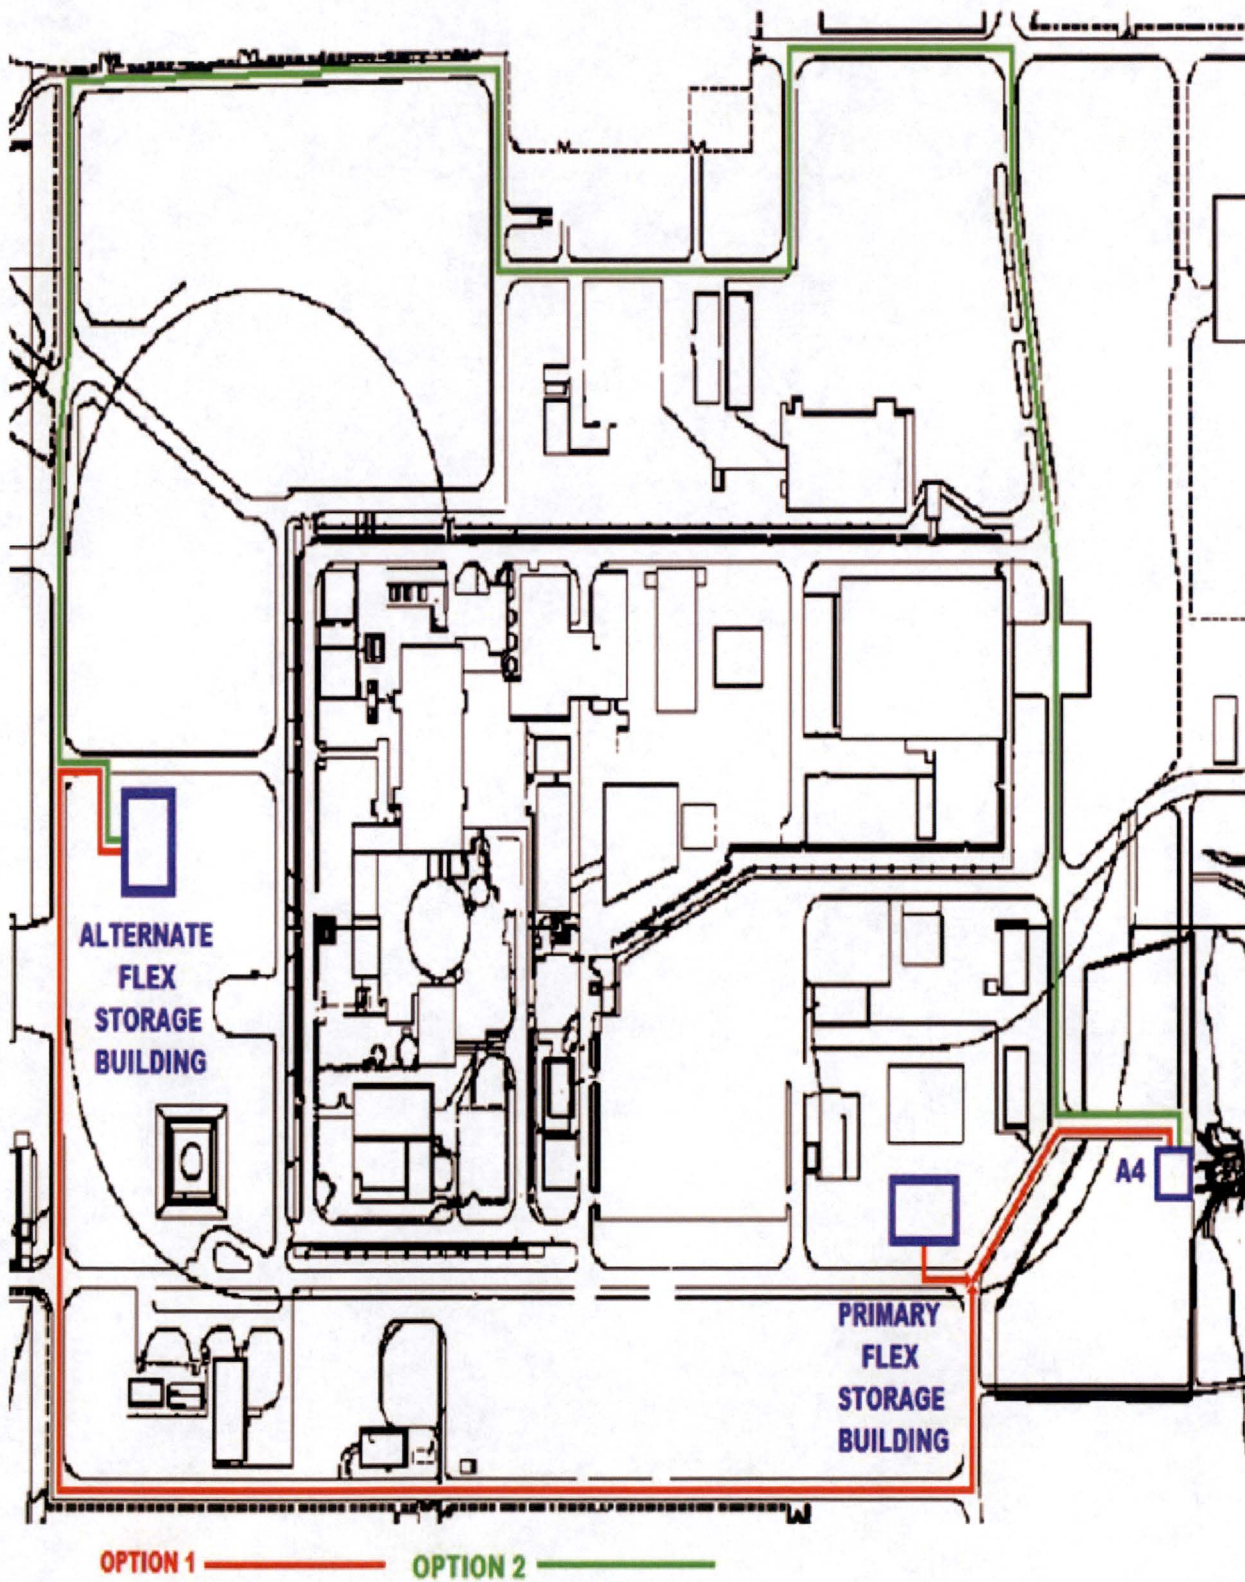 ALTERNATE
FLEX
STORAGE
BUILDING
A4
PRIMARY
FLEX
STORAGE
BUILDING
OPTION 1
OPTION 2